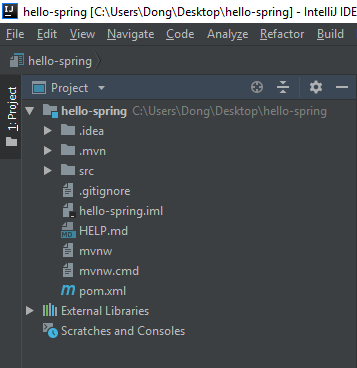 hello-spring [C:\Users\Dong\Desktop\hello-spring] - IntelliJ IDE
File Edit View Navigate Code Analyze Refactor Build
hello-spring
Project
1: Project
hello-spring C:\Users\Dong\Desktop\hello-spring
.idea
.mvn
src
.gitignore
hello-spring.iml
HELP.md
mvnw
mvnw.cmd
pom.xml
External Libraries
Scratches and Consoles